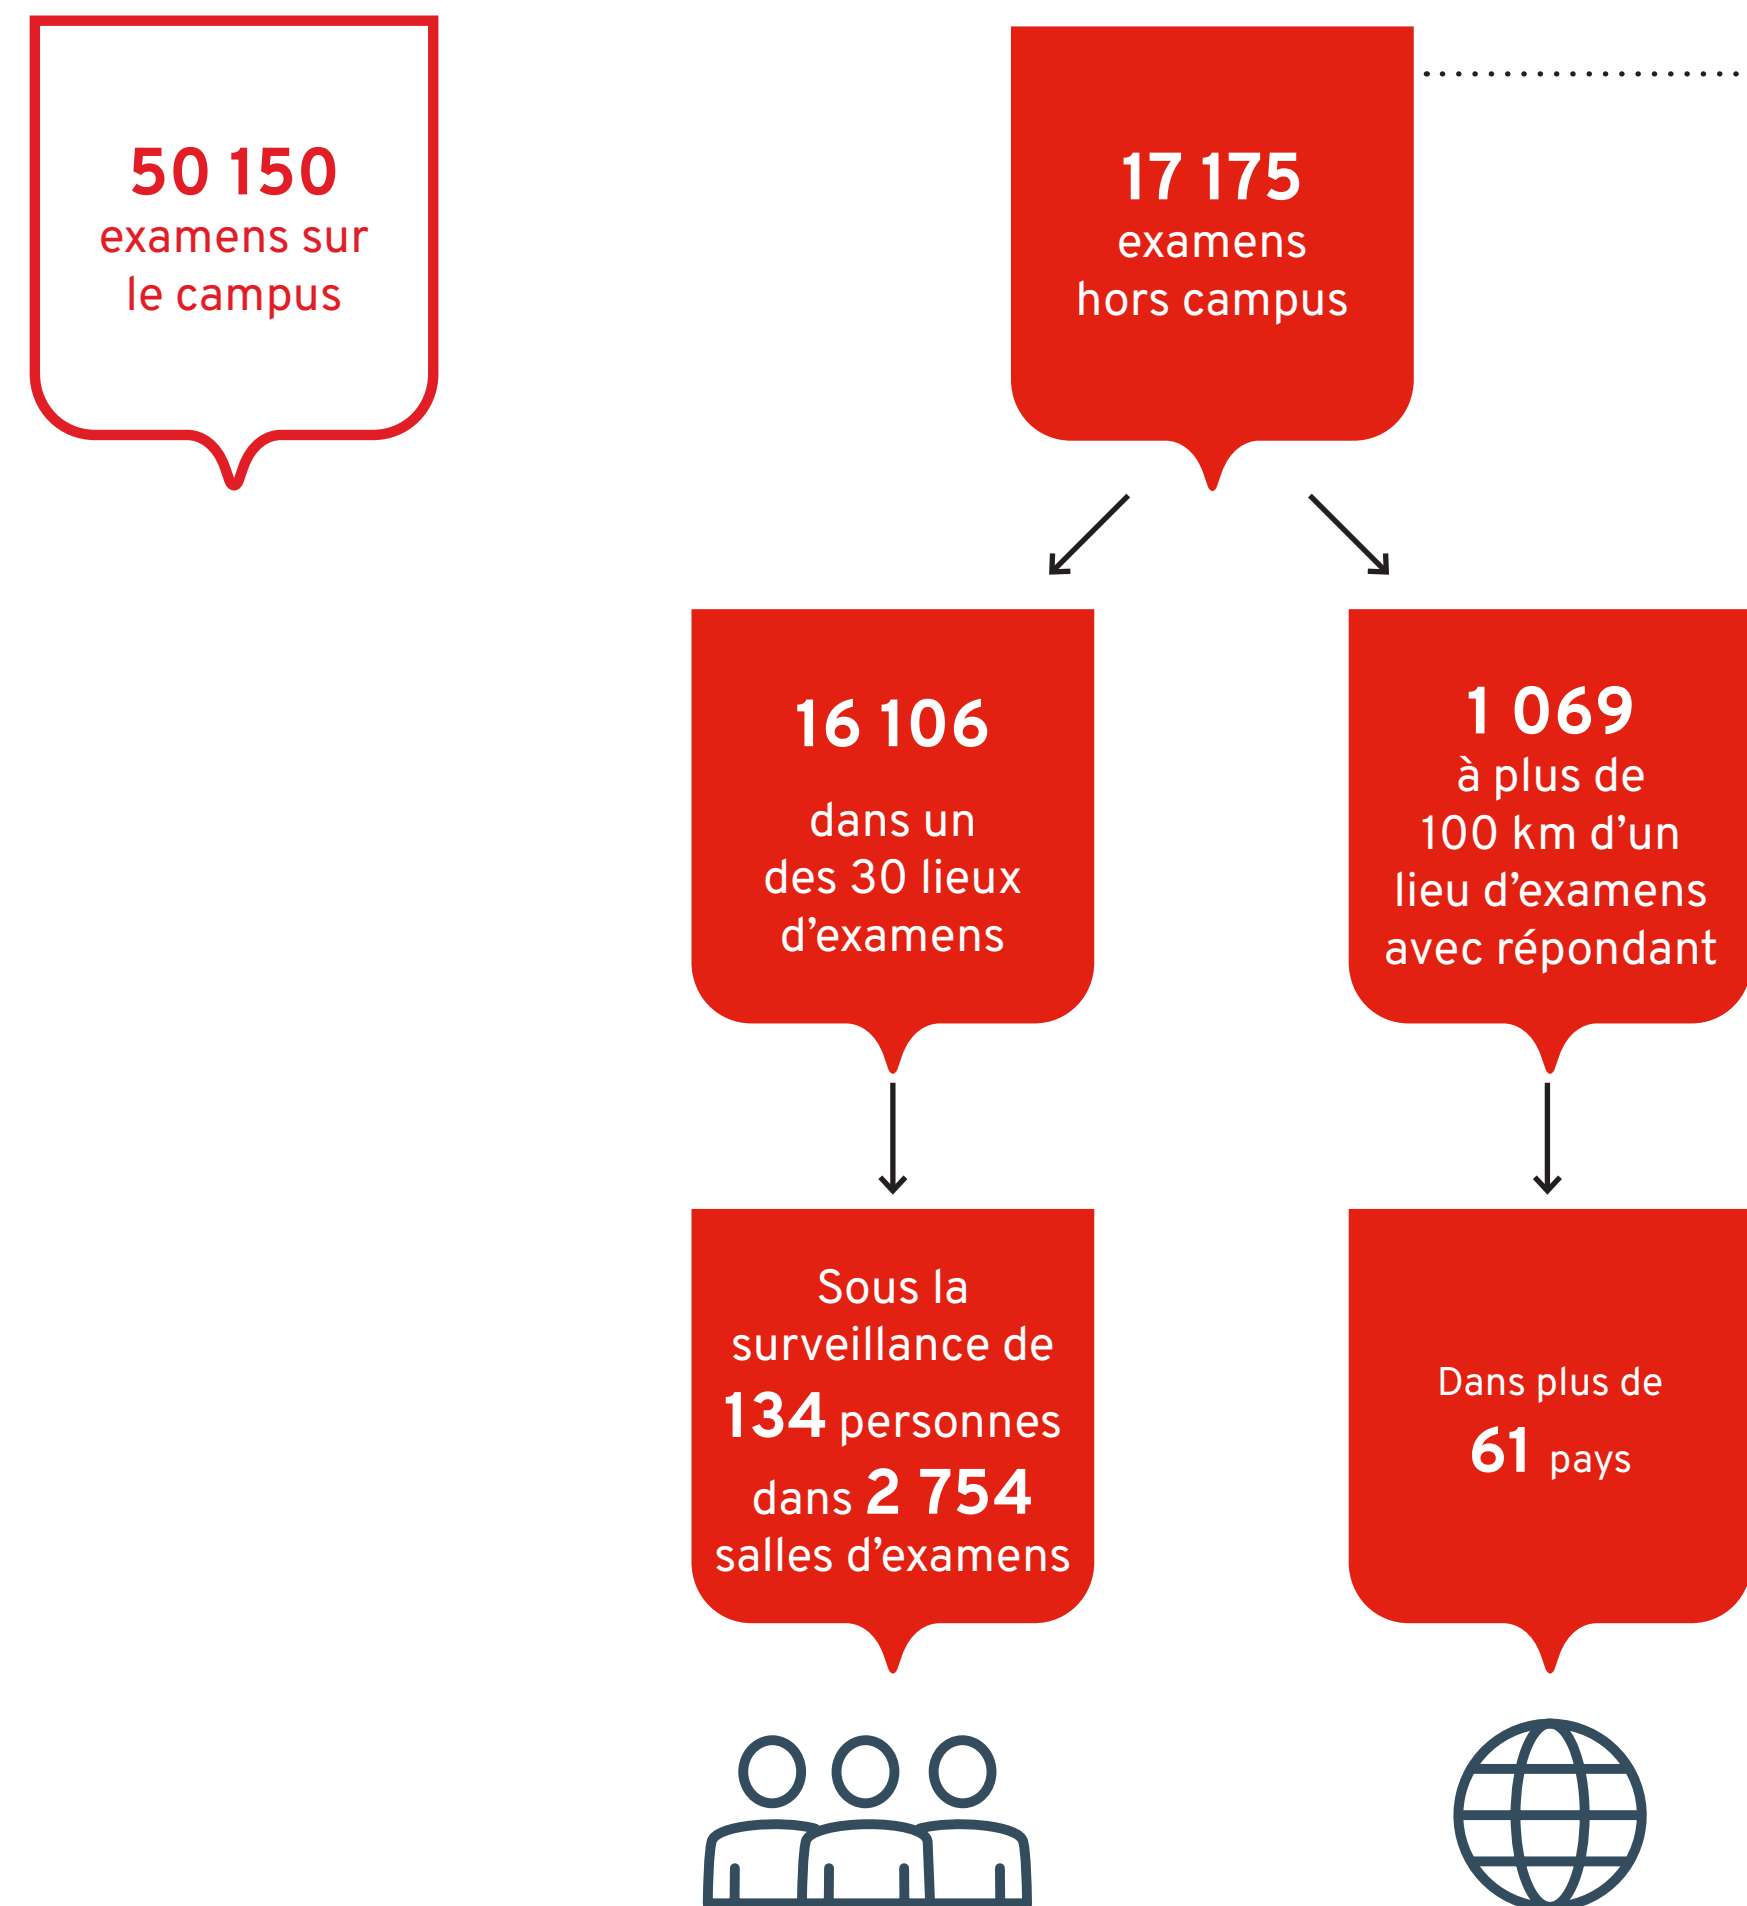 50 150
examens sur
le campus
17 175
examens
hors campus
16 106
dans un
des 30 lieux
d’examens
1 069
à plus de
100 km d’un
lieu d’examens
avec répondant
Sous la
surveillance de
134 personnes
dans 2 754
salles d’examens
Dans plus de
61 pays